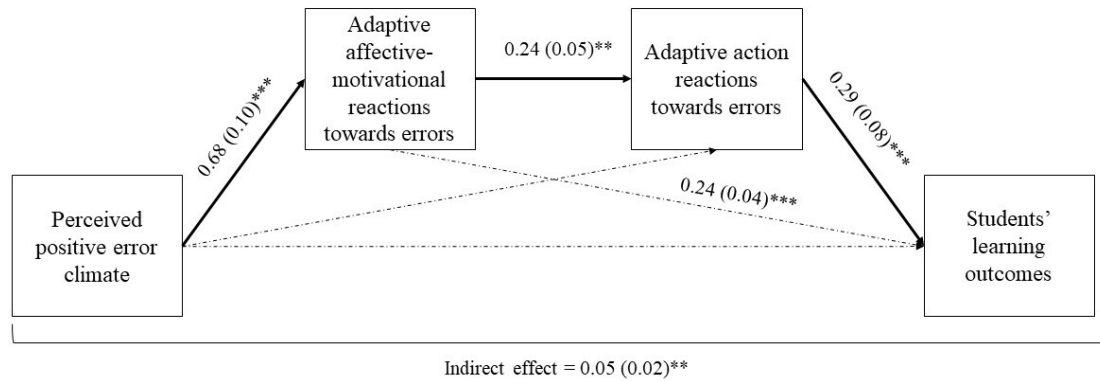 Adaptive
affective-
motivational
reactions
towards errors
0.24 (0.05)**
Adaptive action
reactions
towards errors
0.68 (0.10)***
0.29 (0.08)***
0.24 (0.04)***
Perceived
positive error
climate
Students’
learning
outcomes
Indirect effect = 0.05 (0.02)**